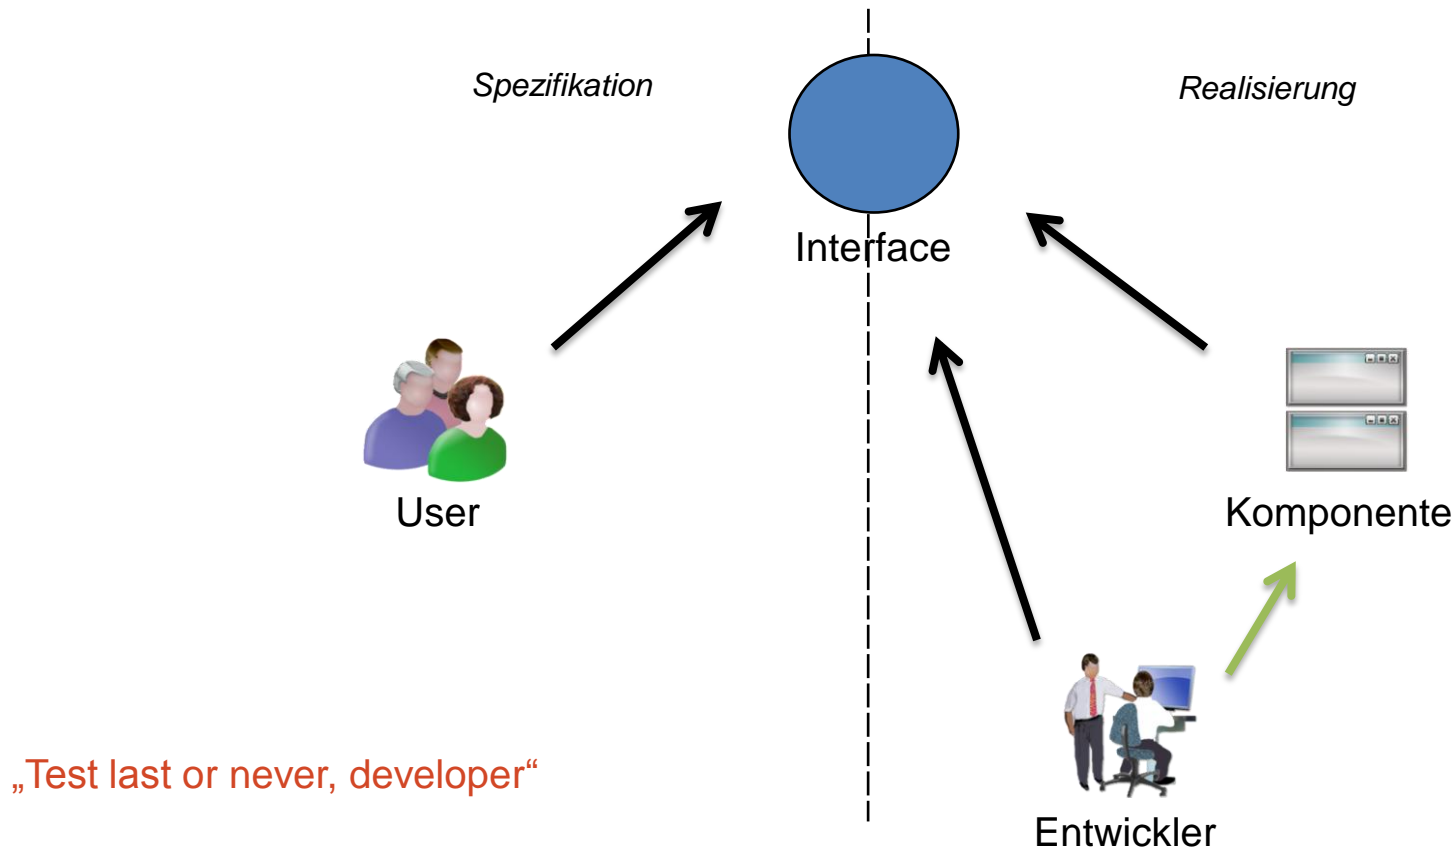 Spezifikation
Realisierung
Interface
User
Komponente
„Test last or never, developer“
Entwickler